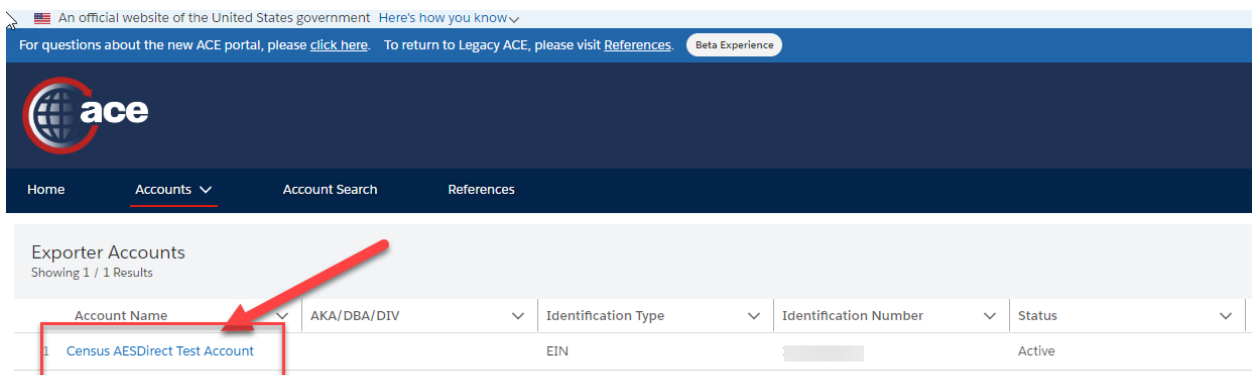 An official website of the United States government Here's how you know
For questions about the new ACE portal, please click here. To return to Legacy ACE, please visit References. Beta Experience
ace
Home Accounts Account Search References
Exporter Accounts
Showing 1 / 1 Results
Account Name AKA/DBA/DIV Identification Type Identification Number Status
1 Census AESDirect Test Account EIN Active